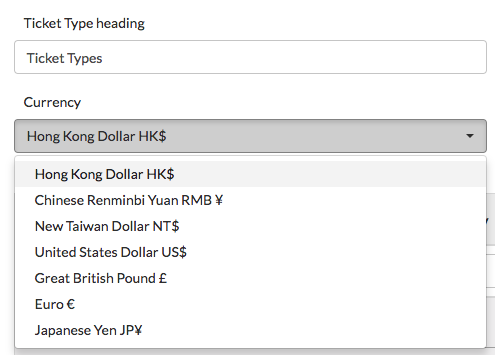 Ticket Type heading
Ticket Types
Currency
Hong Kong Dollar HK$
Hong Kong Dollar HK$
Chinese Renminbi Yuan RMB ¥
New Taiwan Dollar NT$
United States Dollar US$
Great British Pound £
Euro €
Japanese Yen JP¥